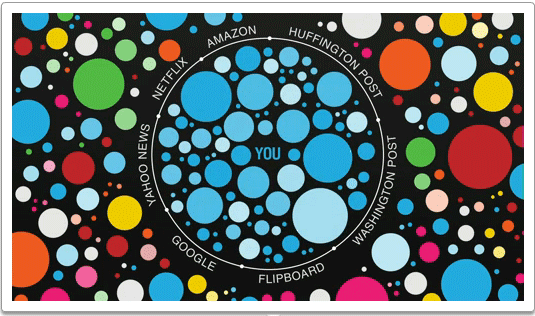 AMAZON
HUFFINGTON POST
NETFLIX
YOU
YAHOO NEWS
WASHINGTON POST
GOOGLE
FLIPBOARD